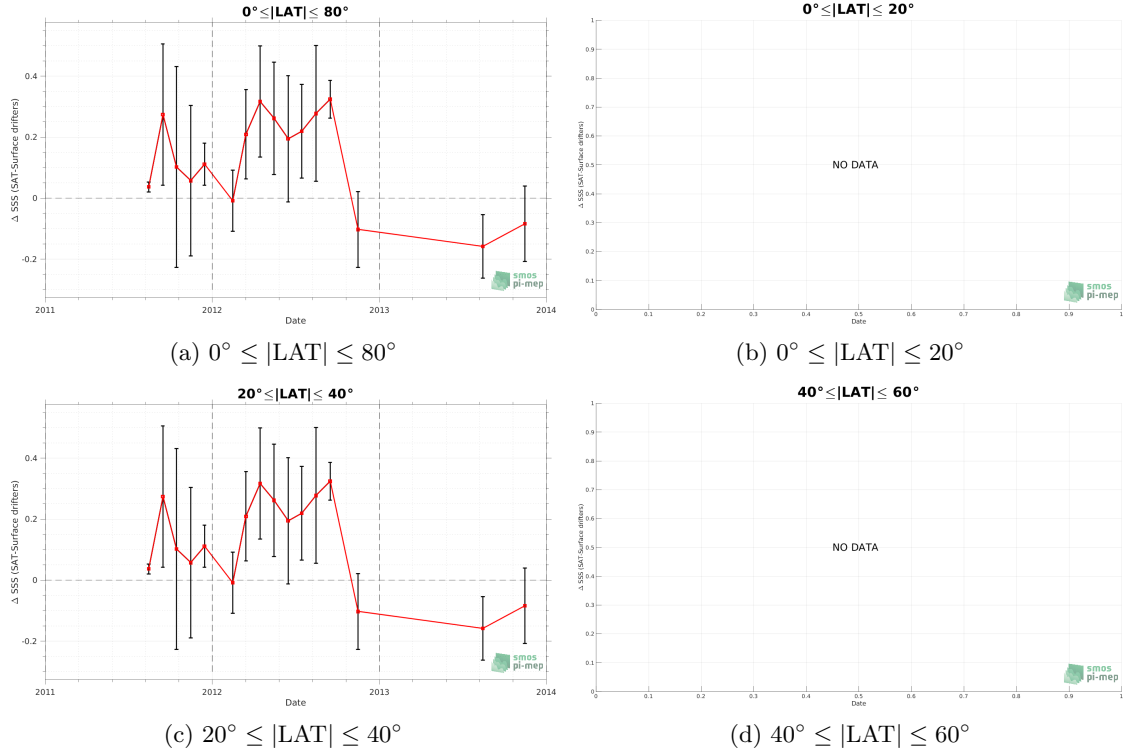 0°≤|LAT|≤ 80°
Δ SSS (SAT-Surface drifters)
0.4
0.2
0
-0.2
2011
2012
2013
2014
Date
smos
pi-mep
(a) 0° ≤ |LAT| ≤ 80°
0°≤|LAT|≤ 20°
Δ SSS (SAT-Surface drifters)
1
0.9
0.8
0.7
0.6
0.5
0.4
0.3
0.2
0.1
0
NO DATA
0
0.1
0.2
0.3
0.4
0.5
0.6
0.7
0.8
0.9
1
Date
smos
pi-mep
(b) 0° ≤ |LAT| ≤ 20°
20°≤|LAT|≤ 40°
Δ SSS (SAT-Surface drifters)
0.4
0.2
0
-0.2
2011
2012
2013
2014
Date
smos
pi-mep
(c) 20° ≤ |LAT| ≤ 40°
40°≤|LAT|≤ 60°
Δ SSS (SAT-Surface drifters)
1
0.9
0.8
0.7
0.6
0.5
0.4
0.3
0.2
0.1
0
NO DATA
0
0.1
0.2
0.3
0.4
0.5
0.6
0.7
0.8
0.9
1
Date
smos
pi-mep
(d) 40° ≤ |LAT| ≤ 60°